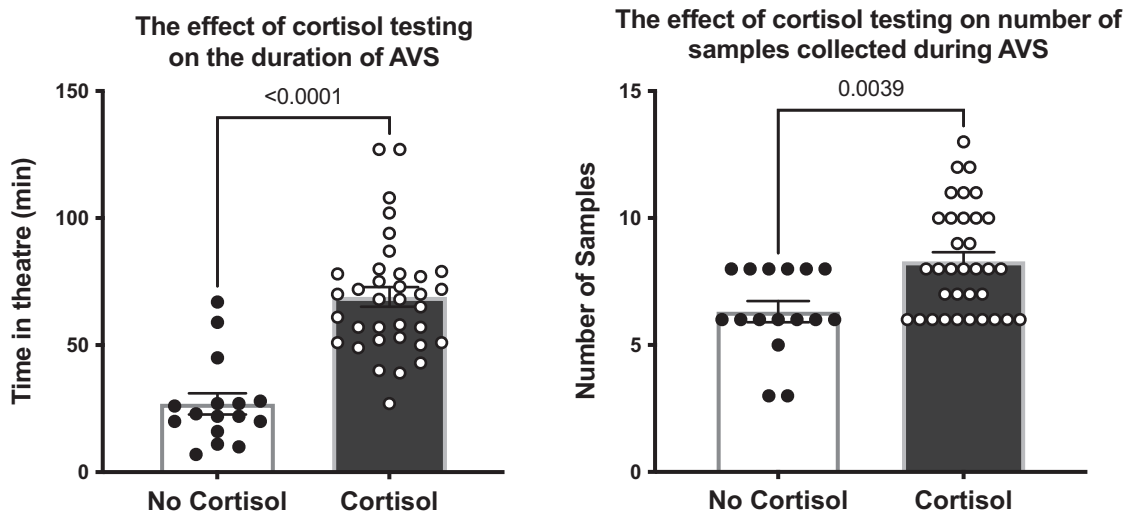 The effect of cortisol testing
on the duration of AVS
<0.0001
150
100
50
0
Time in theatre (min)
No Cortisol
Cortisol
The effect of cortisol testing on number of
samples collected during AVS
0.0039
15
10
5
0
Number of Samples
No Cortisol
Cortisol